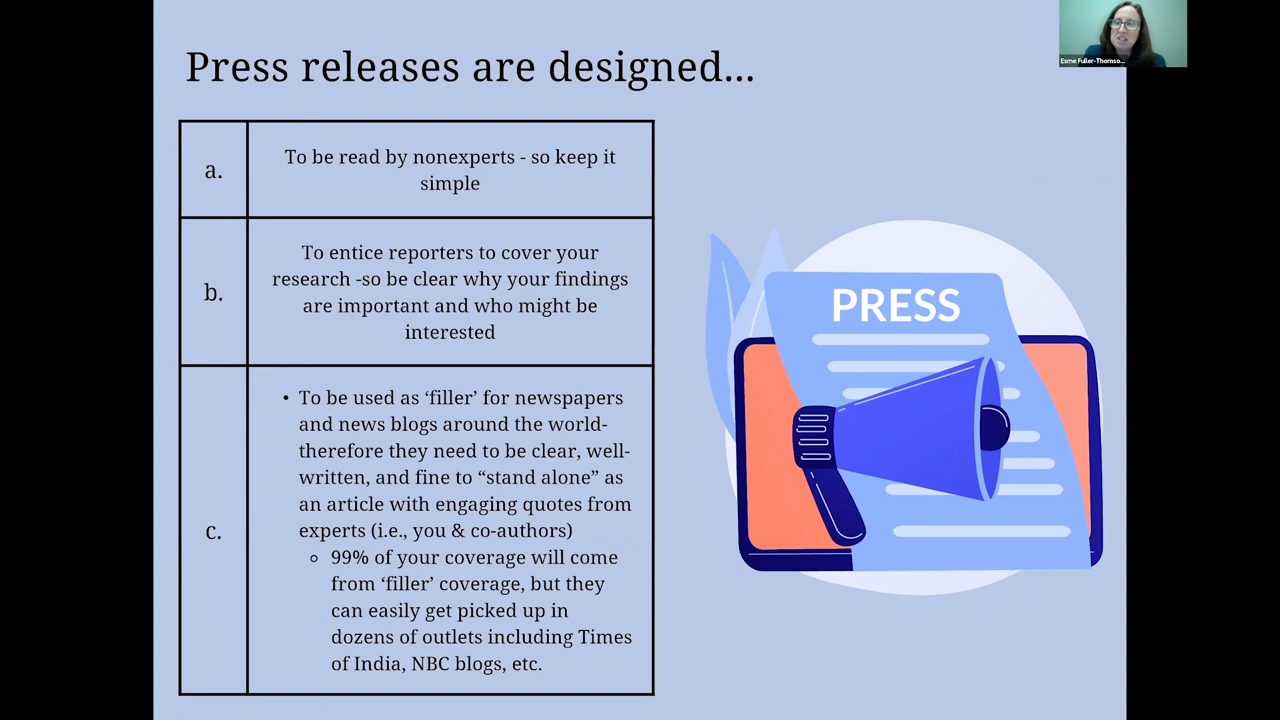 Esme Fuller-Thomso...
Press releases are designed...
a.
To be read by nonexperts - so keep it
simple
b.
To entice reporters to cover your
research -so be clear why your findings
are important and who might be
interested
c.
• To be used as ‘filler’ for newspapers
and news blogs around the world-
therefore they need to be clear, well-
written, and fine to “stand alone” as
an article with engaging quotes from
experts (i.e., you & co-authors)
○ 99% of your coverage will come
from ‘filler’ coverage, but they
can easily get picked up in
dozens of outlets including Times
of India, NBC blogs, etc.
PRESS